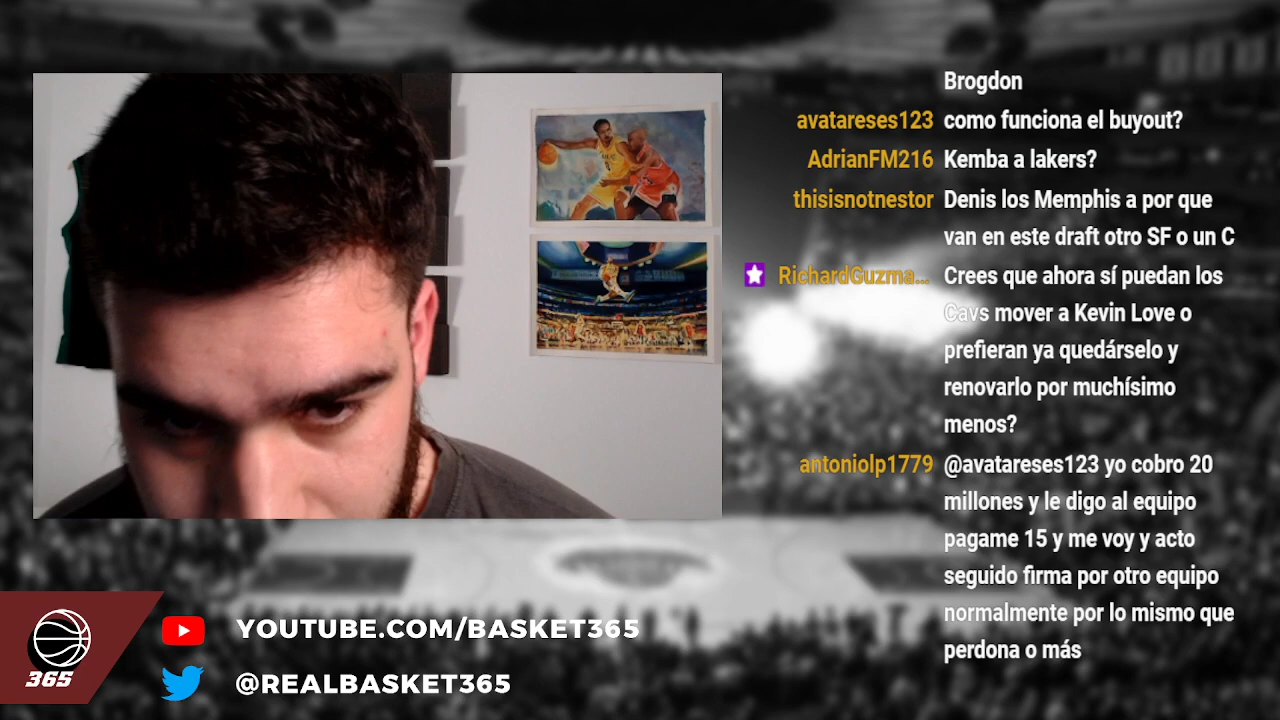 Brogdon
avatareses123 como funciona el buyout?
AdrianFM216 Kemba a lakers?
thisisnotnestor Denis los Memphis a por que
van en este draft otro SF o un C
RichardGuzma... Crees que ahora sí puedan los
Cavs mover a Kevin Love o
prefieran ya quedárselo y
renovarlo por muchísimo
menos?
antoniolp1779 @avatareses123 yo cobro 20
millones y le digo al equipo
pagame 15 y me voy y acto
seguido firma por otro equipo
normalmente por lo mismo que
perdona o más
365
YOUTUBE.COM/BASKET365
@REALBASKET365